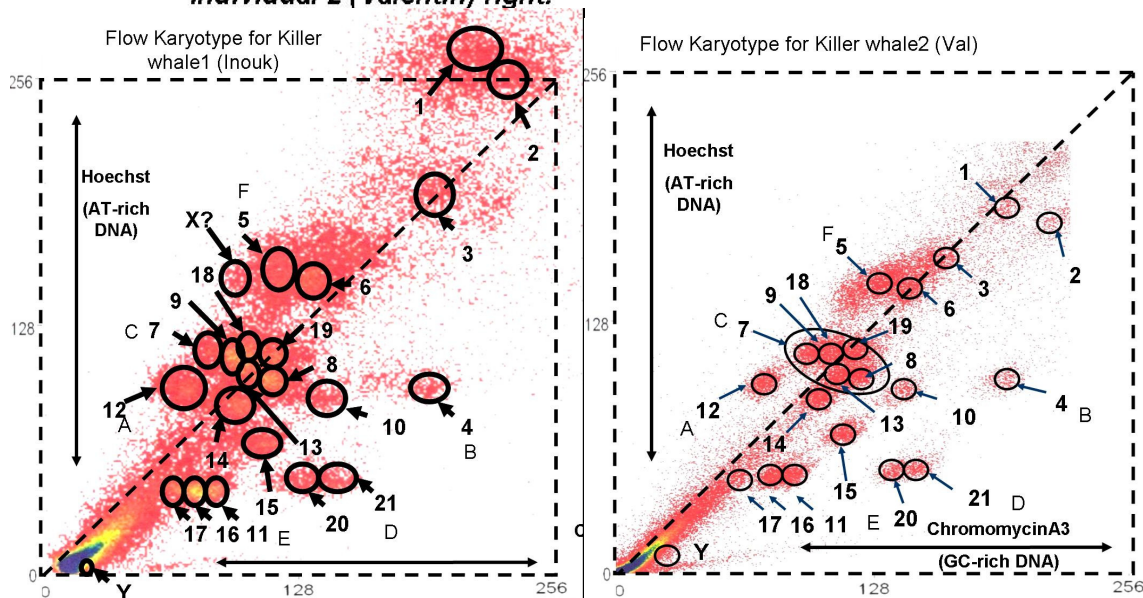 Individual 2 (Valentin) right.
Flow Karyotype for Killer
whale1 (Inouk)
256
1
2
Hoechst
(AT-rich
DNA)
F
X?
5
3
18
6
9
C
7
19
128
8
12
A
10
4
13
B
14
15
21
20
17
16
11
E
D
0
Y
128
256
Flow Karyotype for Killer whale2 (Val)
256
Hoechst
(AT-rich
DNA)
1
2
F
5
3
18
6
9
C
7
19
128
8
12
10
4
B
A
13
14
15
21
D
17
16
11
E
20
ChromomycinA3
Y
(GC-rich DNA)
0
0
128
256